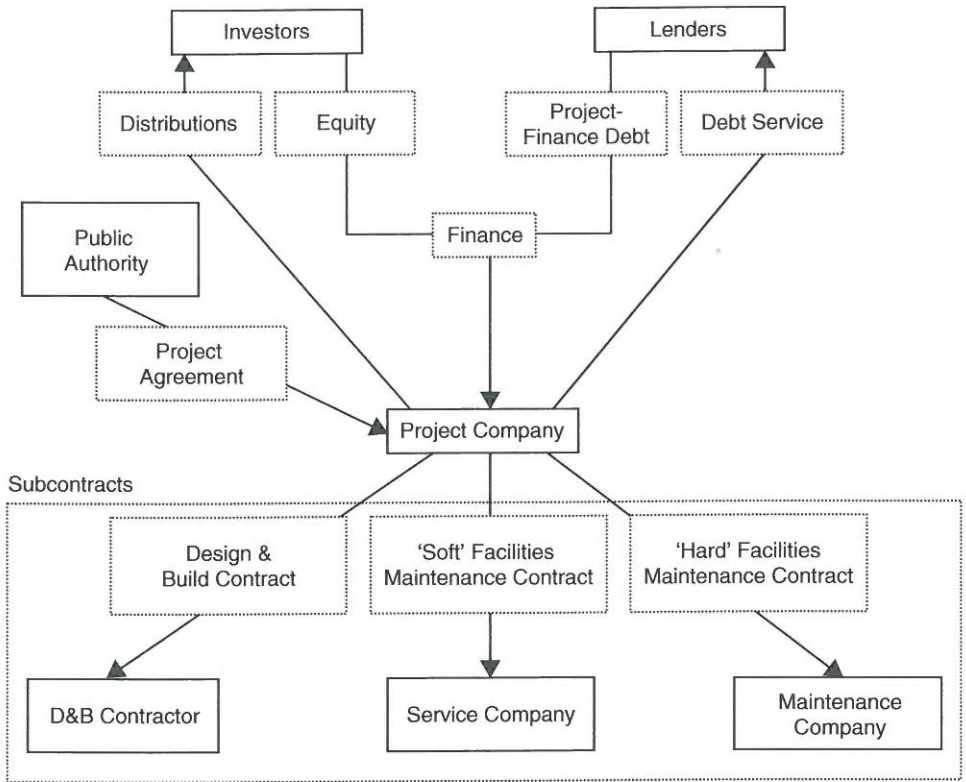 Investors
Lenders
Distributions
Equity
Project-
Finance Debt
Debt Service
Public
Authority
Finance
Project
Agreement
Project Company
Subcontracts
Design &
Build Contract
'Soft' Facilities
Maintenance Contract
'Hard' Facilities
Maintenance Contract
D&B Contractor
Service Company
Maintenance
Company